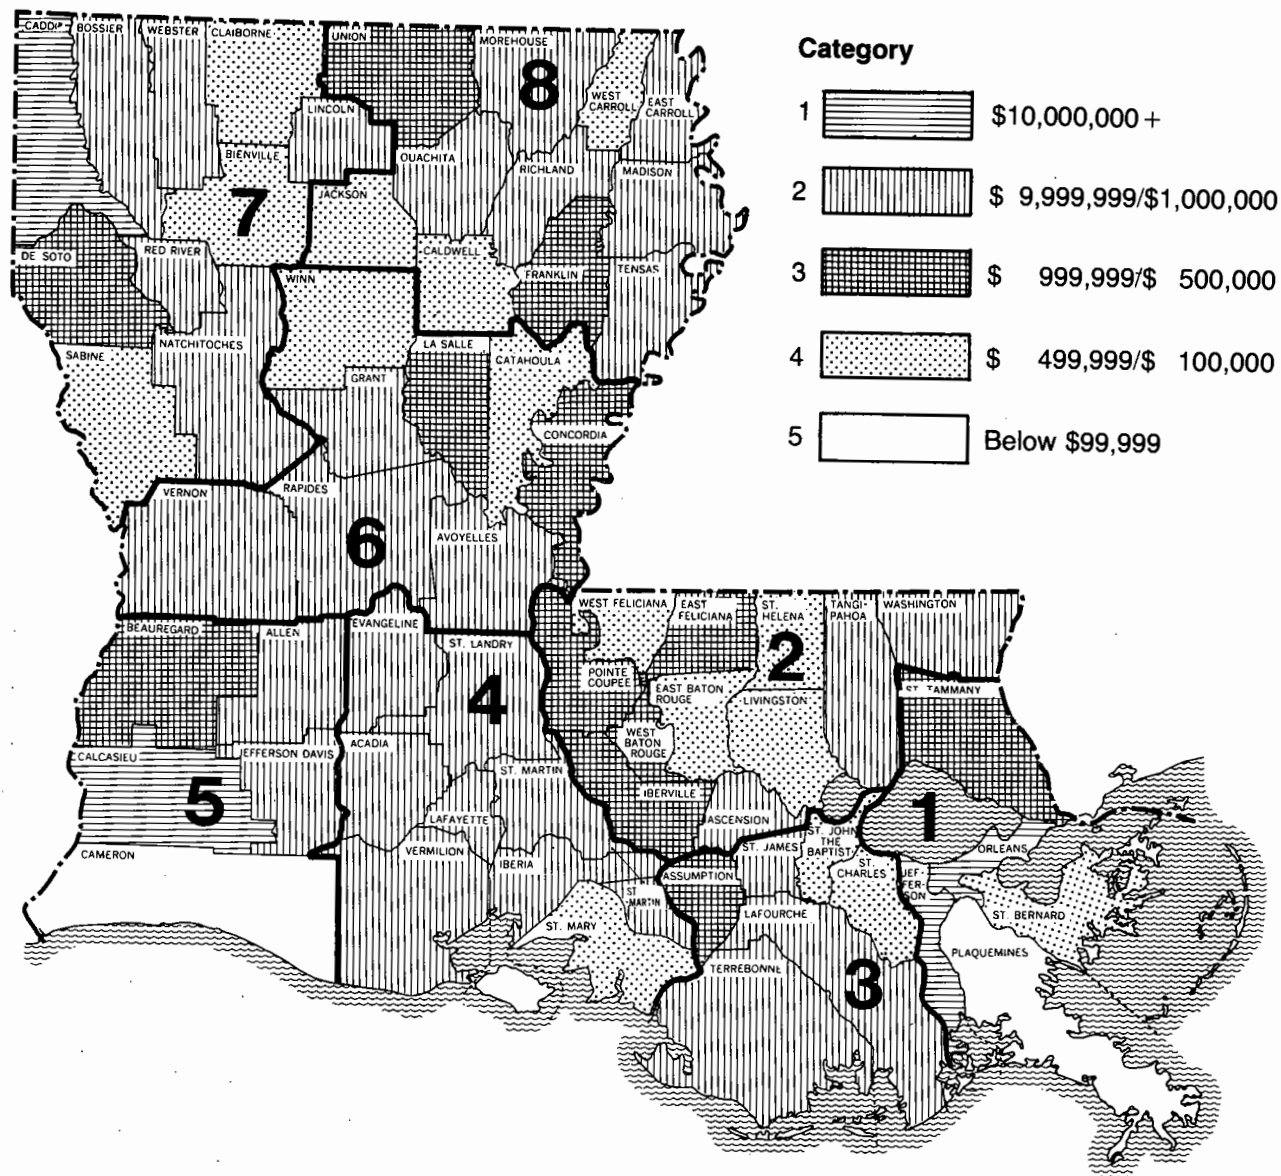 Category
1 $10,000,000 +
2 $ 9,999,999/$1,000,000
3 $ 999,999/$ 500,000
4 $ 499,999/$ 100,000
5 Below $99,999
CADDO
BOSSIER
WEBSTER
CLAIBORNE
UNION
MOREHOUSE
8
WEST
CARROLL
EAST
CARROLL
LINCOLN
OUACHITA
RICHLAND
MADISON
BIENVILLE
7
JACKSON
DE SOTO
RED RIVER
CALDWELL
FRANKLIN
TENSAS
WINN
NATCHITOCHES
SABINE
LA SALLE
CATAHOULA
GRANT
CONCORDIA
VERNON
RAPIDES
6
AVOYELLES
BEAUREGARD
ALLEN
EVANGELINE
ST. LANDRY
4
WEST FELICIANA
EAST
FELICIANA
ST.
HELENA
TANGI-
PAHOA
WASHINGTON
2
POINTE
COUPEE
EAST BATON
ROUGE
LIVINGSTON
ST. TAMMANY
WEST
BATON
ROUGE
CALCASIEU
5
JEFFERSON DAVIS
ACADIA
ST. MARTIN
IBERVILLE
LAFAYETTE
ASCENSION
1
CAMERON
VERMILION
IBERIA
ST. JAMES
ST. JOHN
THE
BAPTIST
ST.
CHARLES
ORLEANS
JEF-
FER-
SON
ASSUMPTION
ST
MARTIN
LAFOURCHE
ST. BERNARD
ST. MARY
PLAQUEMINES
TERREBONNE
3